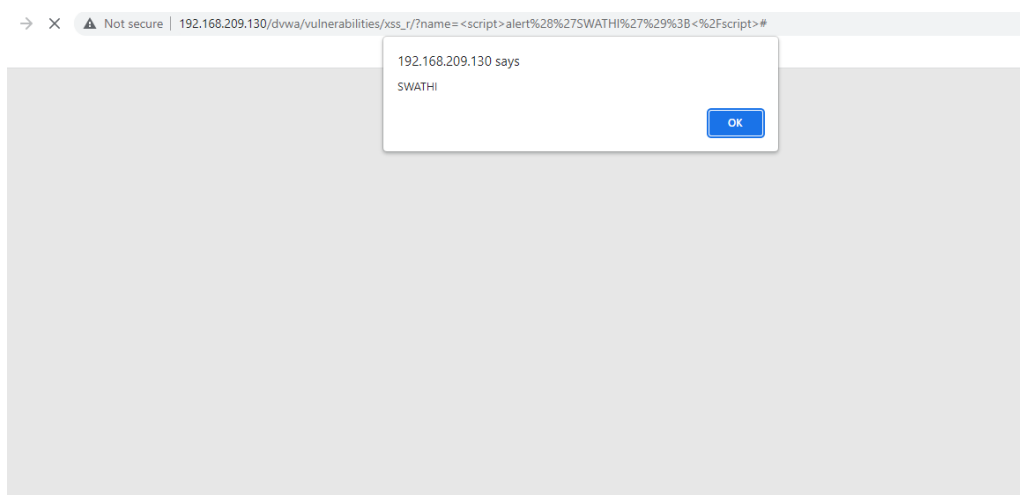 Not secure | 192.168.209.130/dvwa/vulnerabilities/xss_r/?name=<script>alert%28%27SWATHI%27%29%3B<%2Fscript>#
192.168.209.130 says
SWATHI
OK